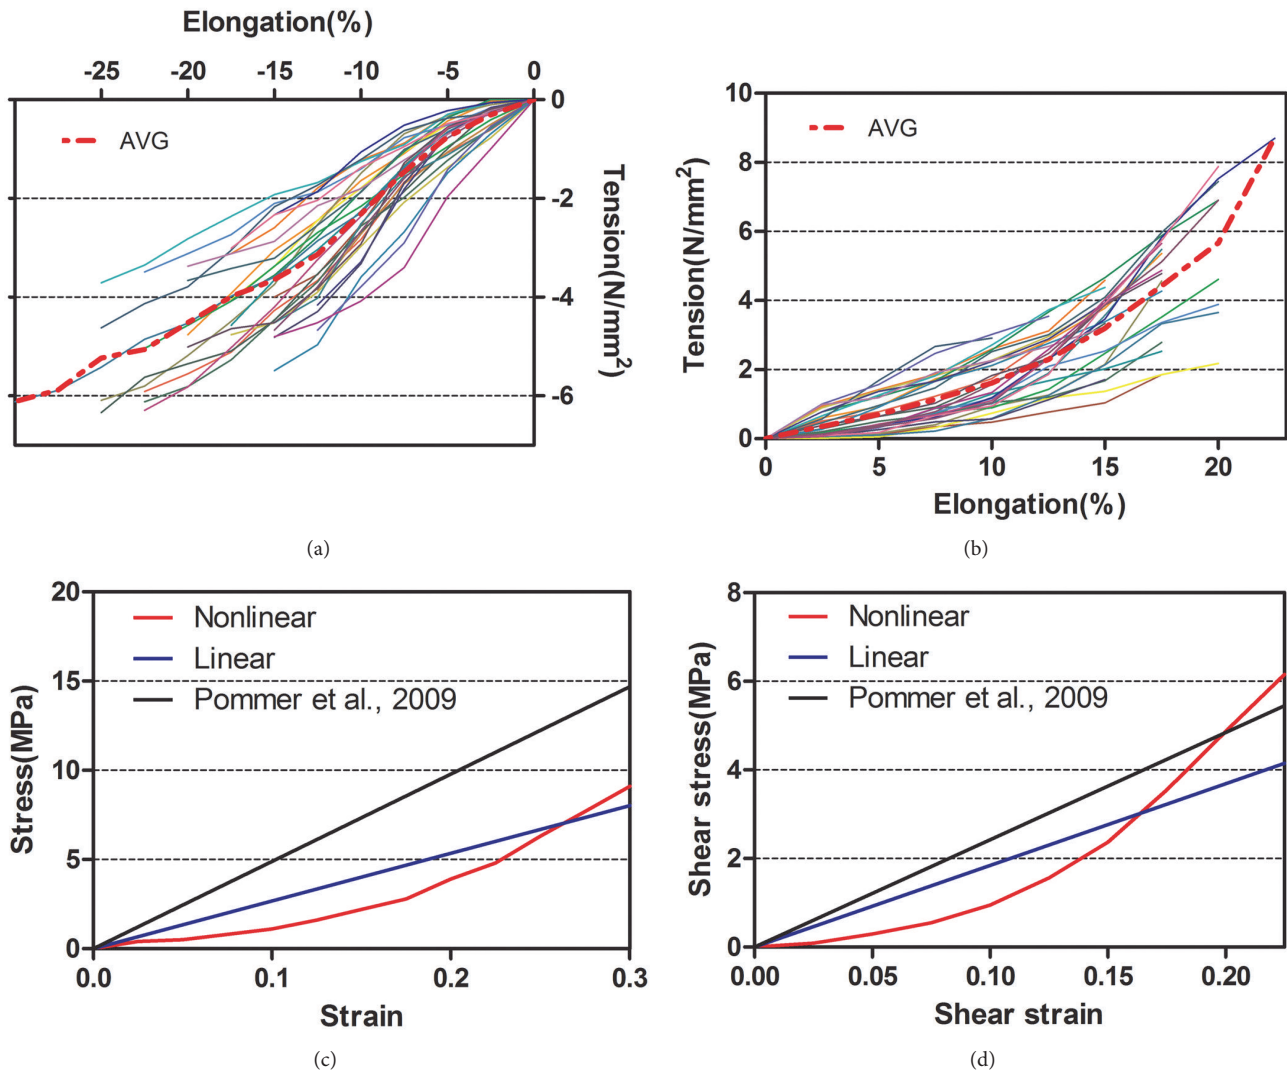 Elongation(%)
-25 -20 -15 -10 -5 0
0
-2
-4
-6
Tension(N/mm²)
AVG
(a)
10
8
6
4
2
0
Tension(N/mm²)
AVG
0 5 10 15 20
Elongation(%)
(b)
20
15
10
5
0
Stress(MPa)
Nonlinear
Linear
Pommer et al., 2009
0.0 0.1 0.2 0.3
Strain
(c)
8
6
4
2
0
Shear stress(MPa)
Nonlinear
Linear
Pommer et al., 2009
0.00 0.05 0.10 0.15 0.20
Shear strain
(d)